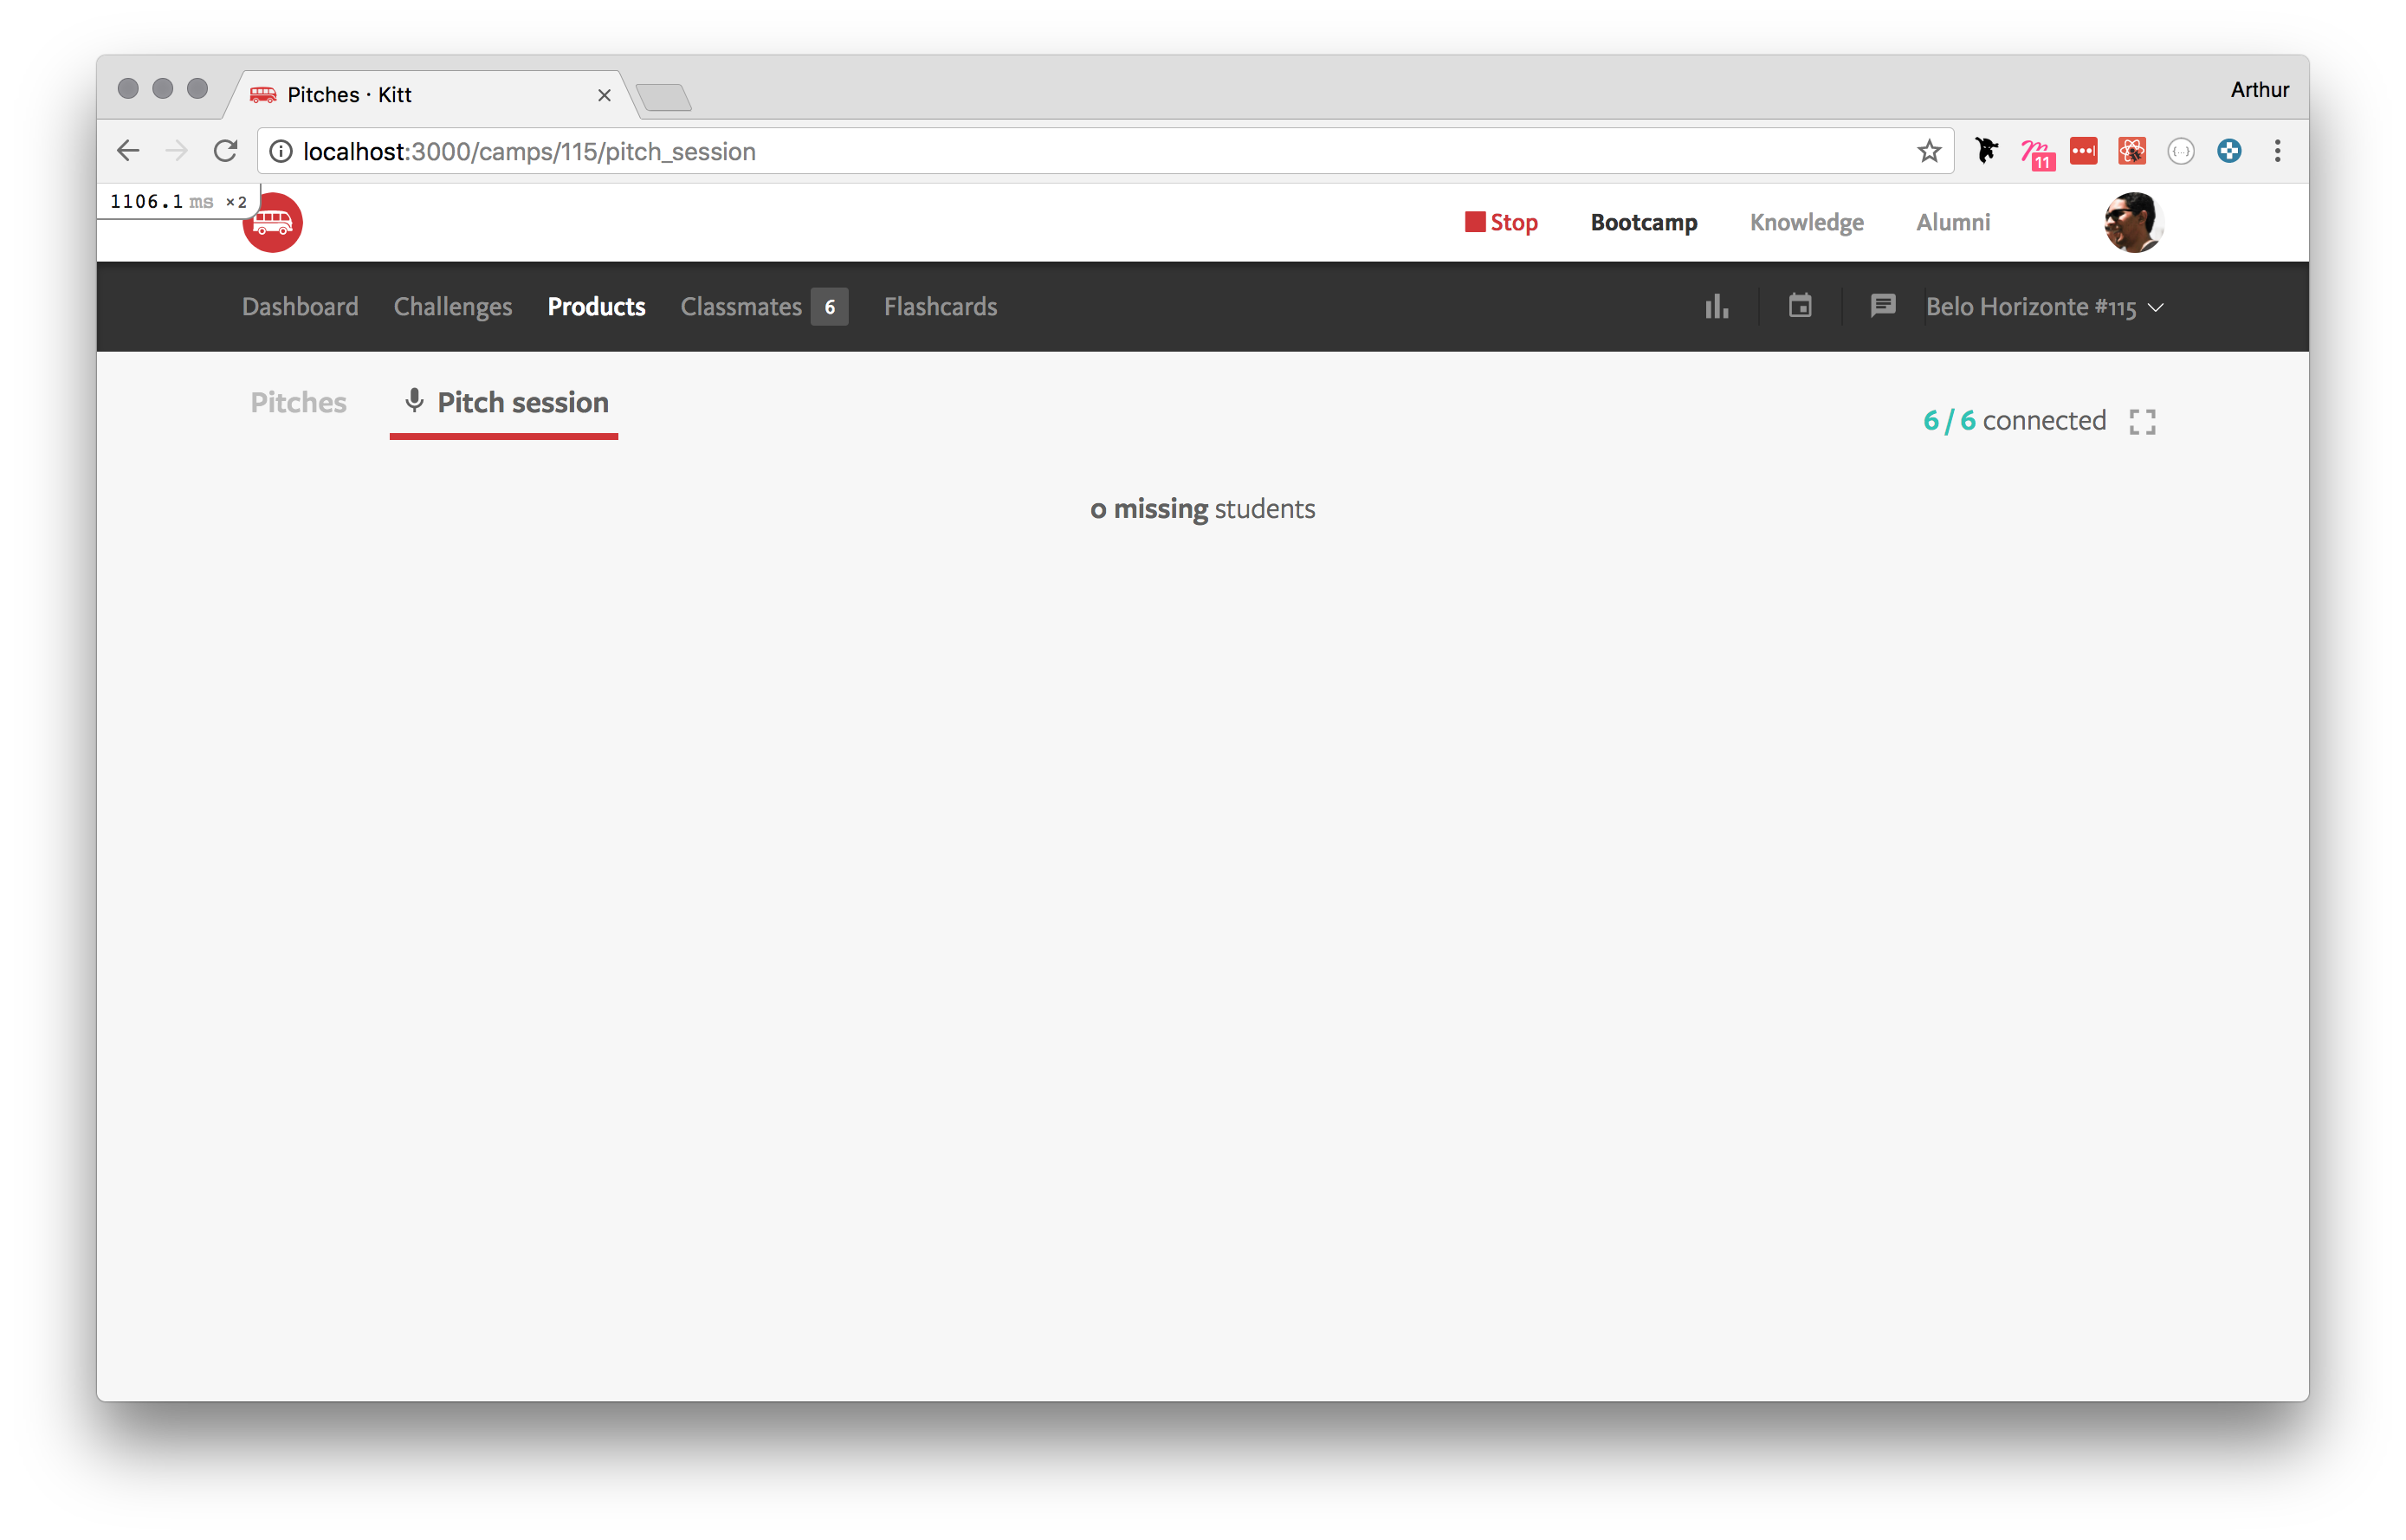 Pitches · Kitt
Arthur
localhost:3000/camps/115/pitch_session
11
1106.1 ms ×2
Stop Bootcamp Knowledge Alumni
Dashboard Challenges Products Classmates 6 Flashcards Belo Horizonte #115
Pitches Pitch session
6 / 6 connected
0 missing students